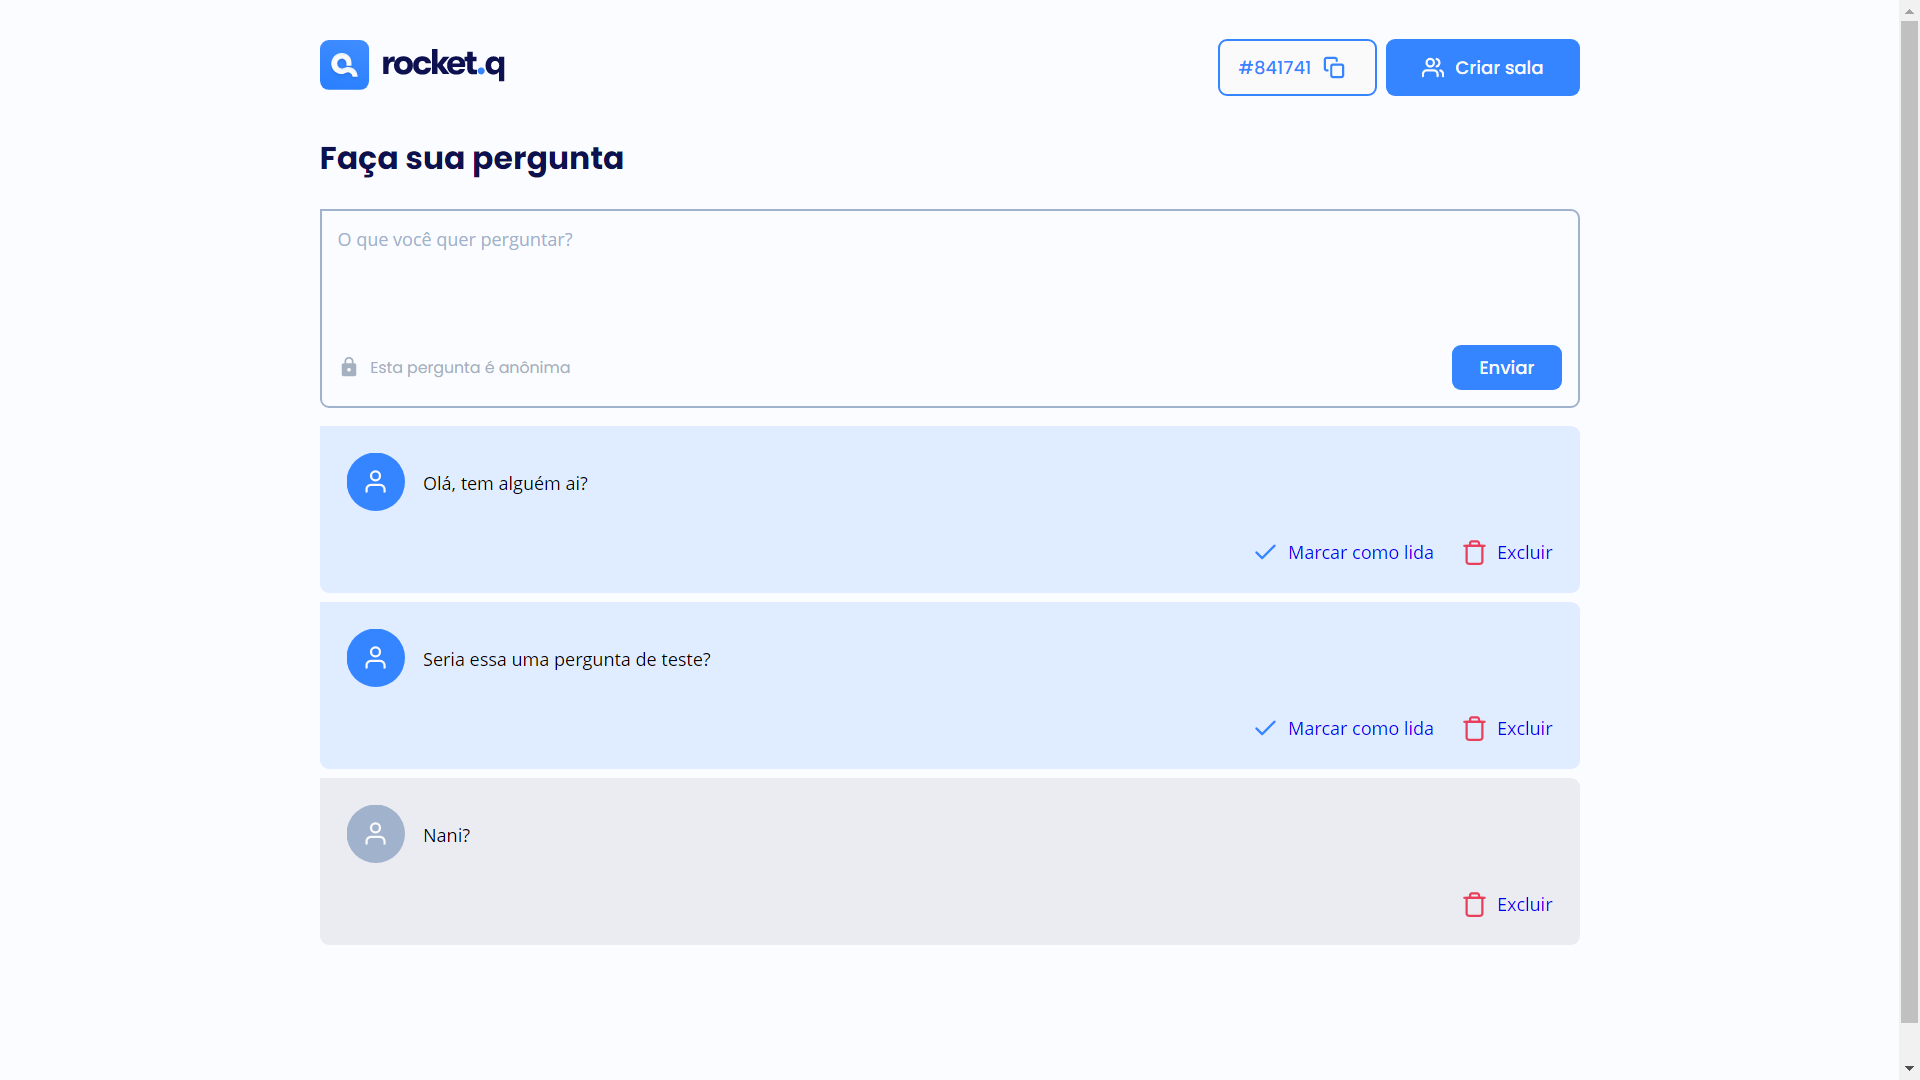 rocket.q
#841741
Criar sala
Faça sua pergunta
O que você quer perguntar?
Esta pergunta é anônima
Enviar
Olá, tem alguém ai?
Marcar como lida
Excluir
Seria essa uma pergunta de teste?
Marcar como lida
Excluir
Nani?
Excluir